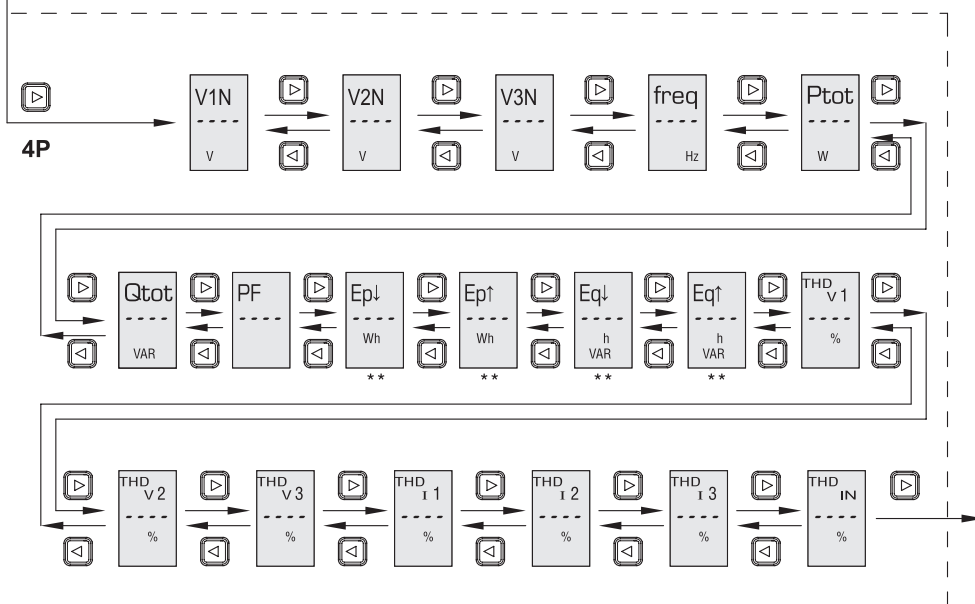 4P
V1N V2N V3N freq Ptot
---- ---- ---- ---- ----
V V V Hz W
Qtot PF Ep↓ Ep↑ Eq↓ Eq↑ THD V 1
---- ---- ---- ---- ---- ---- ----
VAR Wh Wh h VAR h VAR %
** ** ** **
THD V 2 THD V 3 THD I 1 THD I 2 THD I 3 THD IN
---- ---- ---- ---- ---- ----
% % % % % %